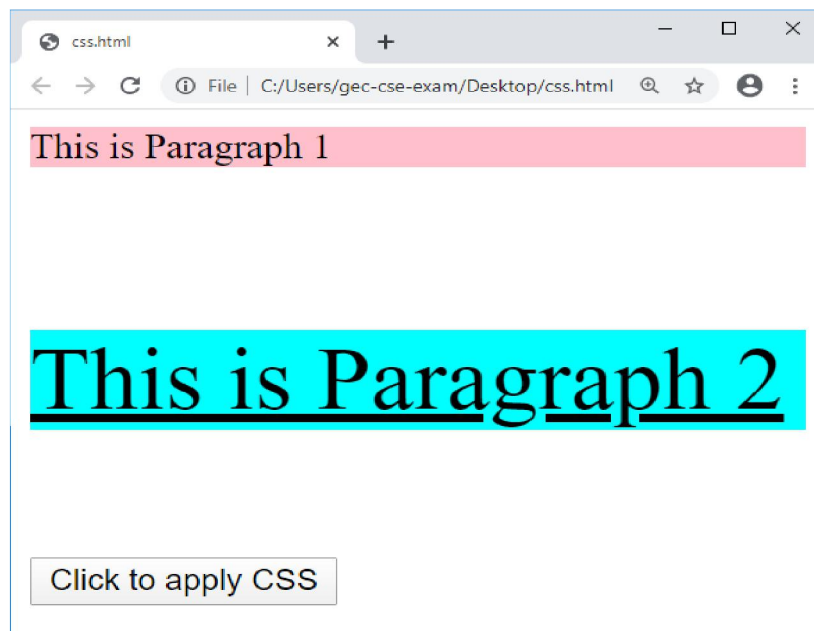 css.html
File C:/Users/gec-cse-exam/Desktop/css.html
This is Paragraph 1
This is Paragraph 2
Click to apply CSS